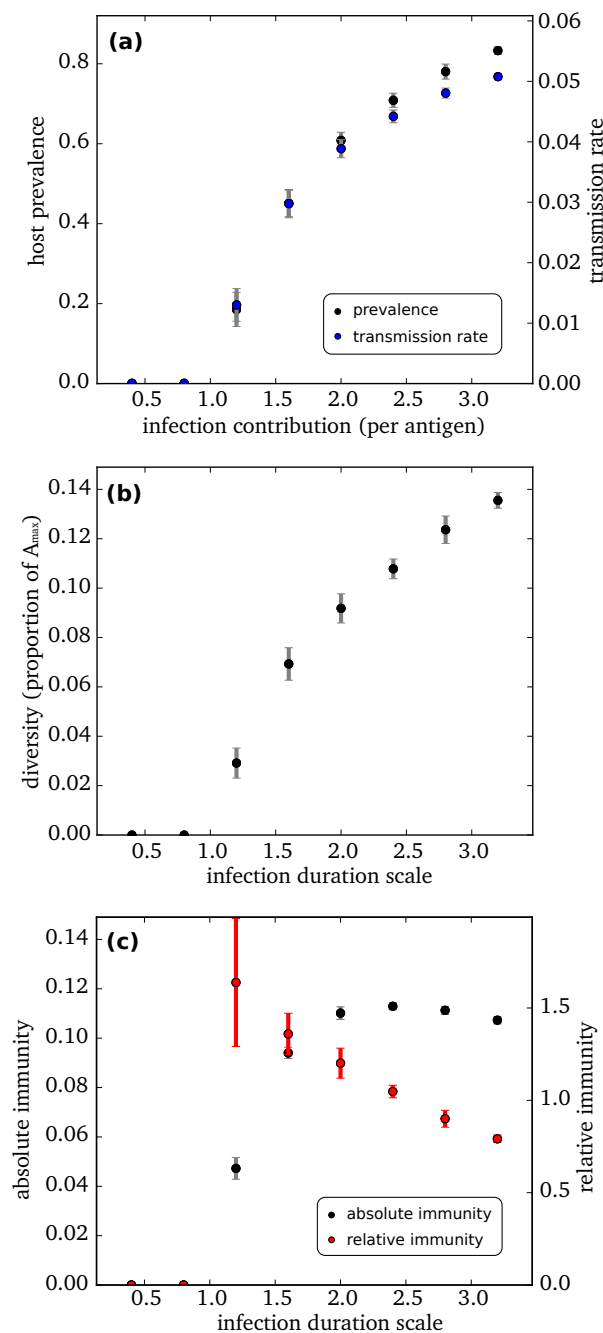 (a)
0.8
0.6
0.4
0.2
0.0
host prevalence
0.06
0.05
0.04
0.03
0.02
0.01
0.00
transmission rate
prevalence
transmission rate
0.5 1.0 1.5 2.0 2.5 3.0
infection contribution (per antigen)
(b)
0.14
0.12
0.10
0.08
0.06
0.04
0.02
0.00
diversity (proportion of Amax)
0.5 1.0 1.5 2.0 2.5 3.0
infection duration scale
(c)
0.14
0.12
0.10
0.08
0.06
0.04
0.02
0.00
absolute immunity
1.5
1.0
0.5
0.0
relative immunity
absolute immunity
relative immunity
0.5 1.0 1.5 2.0 2.5 3.0
infection duration scale